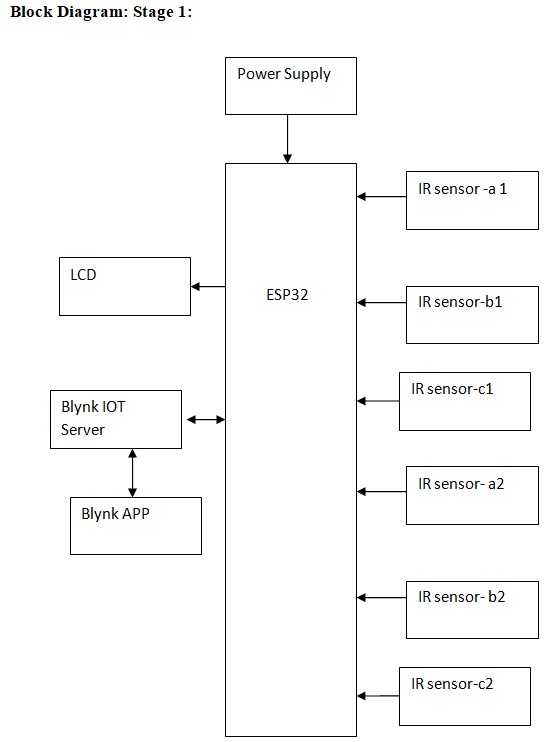 Block Diagram: Stage 1:
Power Supply
IR sensor -a 1
LCD
ESP32
IR sensor-b1
IR sensor-c1
Blynk IOT
Server
IR sensor- a2
Blynk APP
IR sensor- b2
IR sensor-c2